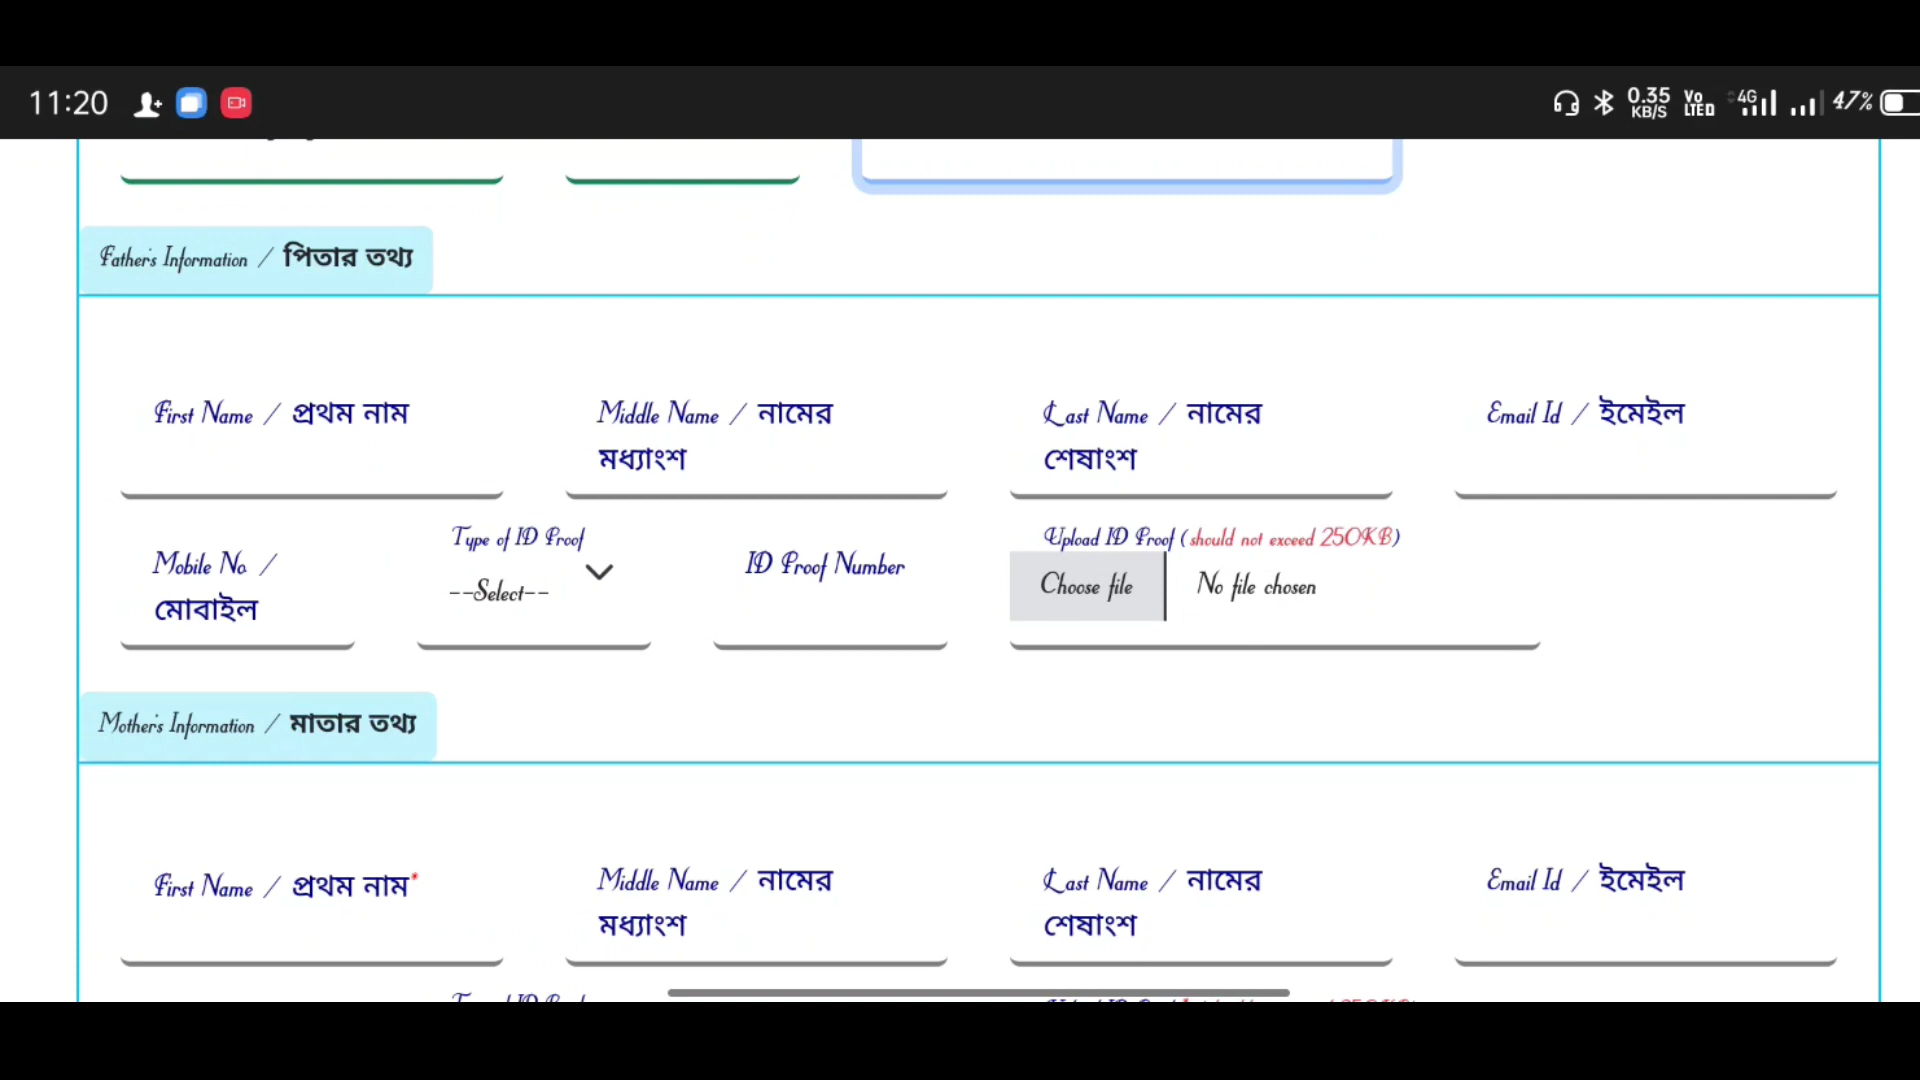 11:20 0.35 KB/S Vo LTED 4G 47%
Father's Information / পিতার তথ্য
First Name / প্রথম নাম Middle Name / নামের Last Name / নামের Email Id / ইমেইল
মধ্যাংশ শেষাংশ
Type of ID Proof Upload ID Proof (should not exceed 250KB)
Mobile No. / ID Proof Number
--Select-- Choose file No file chosen
মোবাইল
Mother's Information / মাতার তথ্য
First Name / প্রথম নাম* Middle Name / নামের Last Name / নামের Email Id / ইমেইল
মধ্যাংশ শেষাংশ